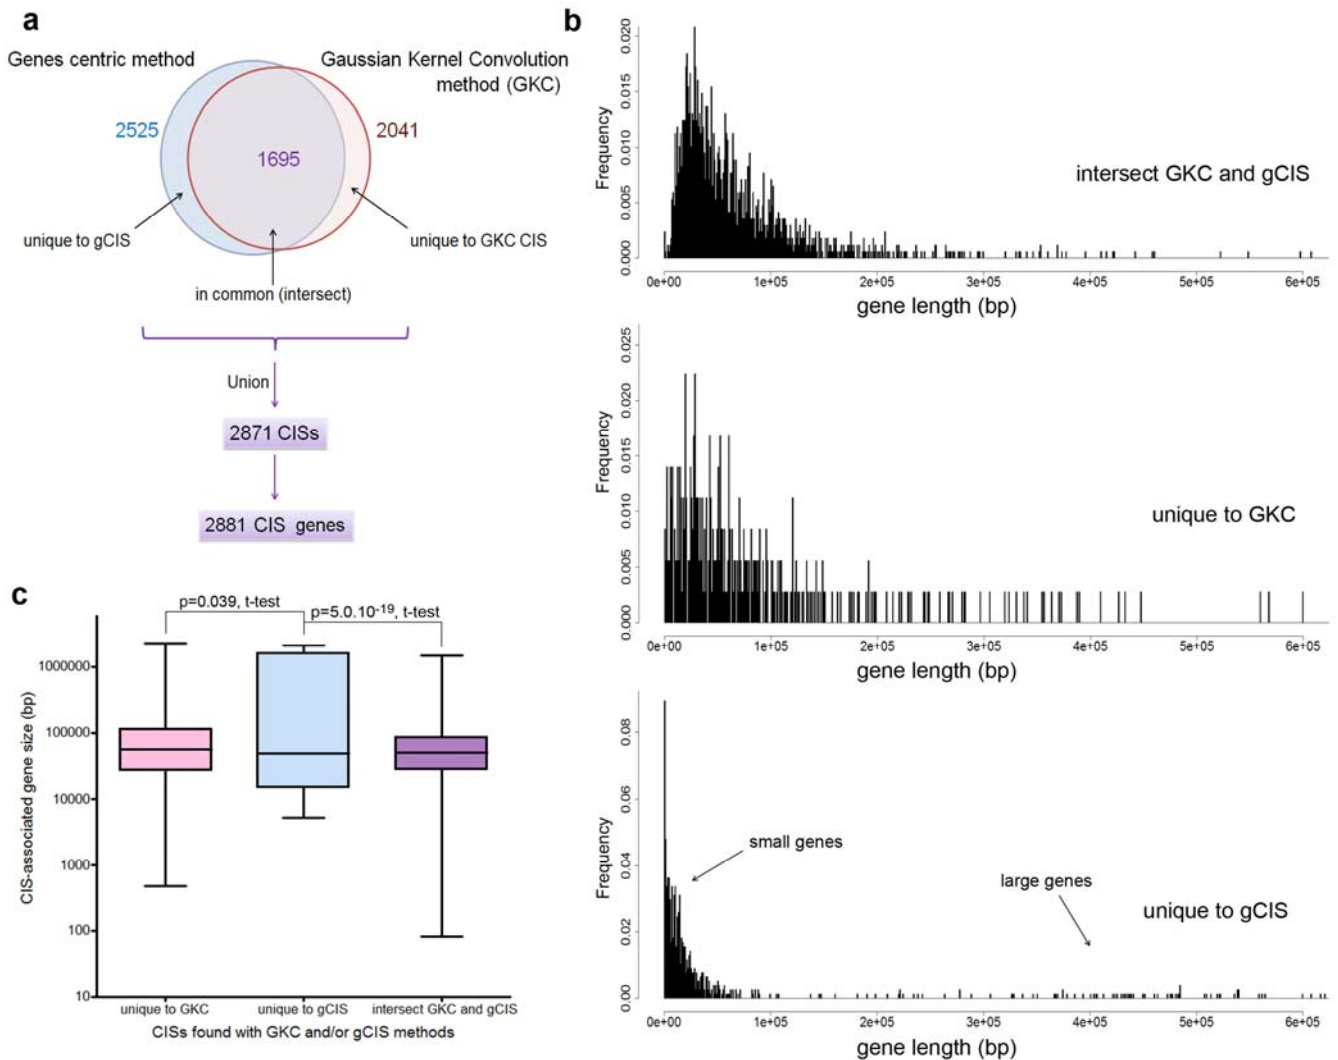 a
Genes centric method
Gaussian Kernel Convolution
method (GKC)
2525
2041
1695
unique to gCIS
unique to GKC CIS
in common (intersect)
Union
2871 CISs
2881 CIS genes
b
Frequency
0.000
0.005
0.010
0.015
0.020
intersect GKC and gCIS
0e+00
1e+05
2e+05
3e+05
4e+05
5e+05
6e+05
gene length (bp)
Frequency
0.000
0.005
0.010
0.015
0.020
0.025
unique to GKC
0e+00
1e+05
2e+05
3e+05
4e+05
5e+05
6e+05
gene length (bp)
Frequency
0.00
0.02
0.04
0.06
0.08
small genes
large genes
unique to gCIS
0e+00
1e+05
2e+05
3e+05
4e+05
5e+05
6e+05
gene length (bp)
c
p=0.039, t-test
p=5.0.10-19, t-test
CIS-associated gene size (bp)
1000000
100000
10000
1000
100
10
unique to GKC
unique to gCIS
intersect GKC and gCIS
CISs found with GKC and/or gCIS methods